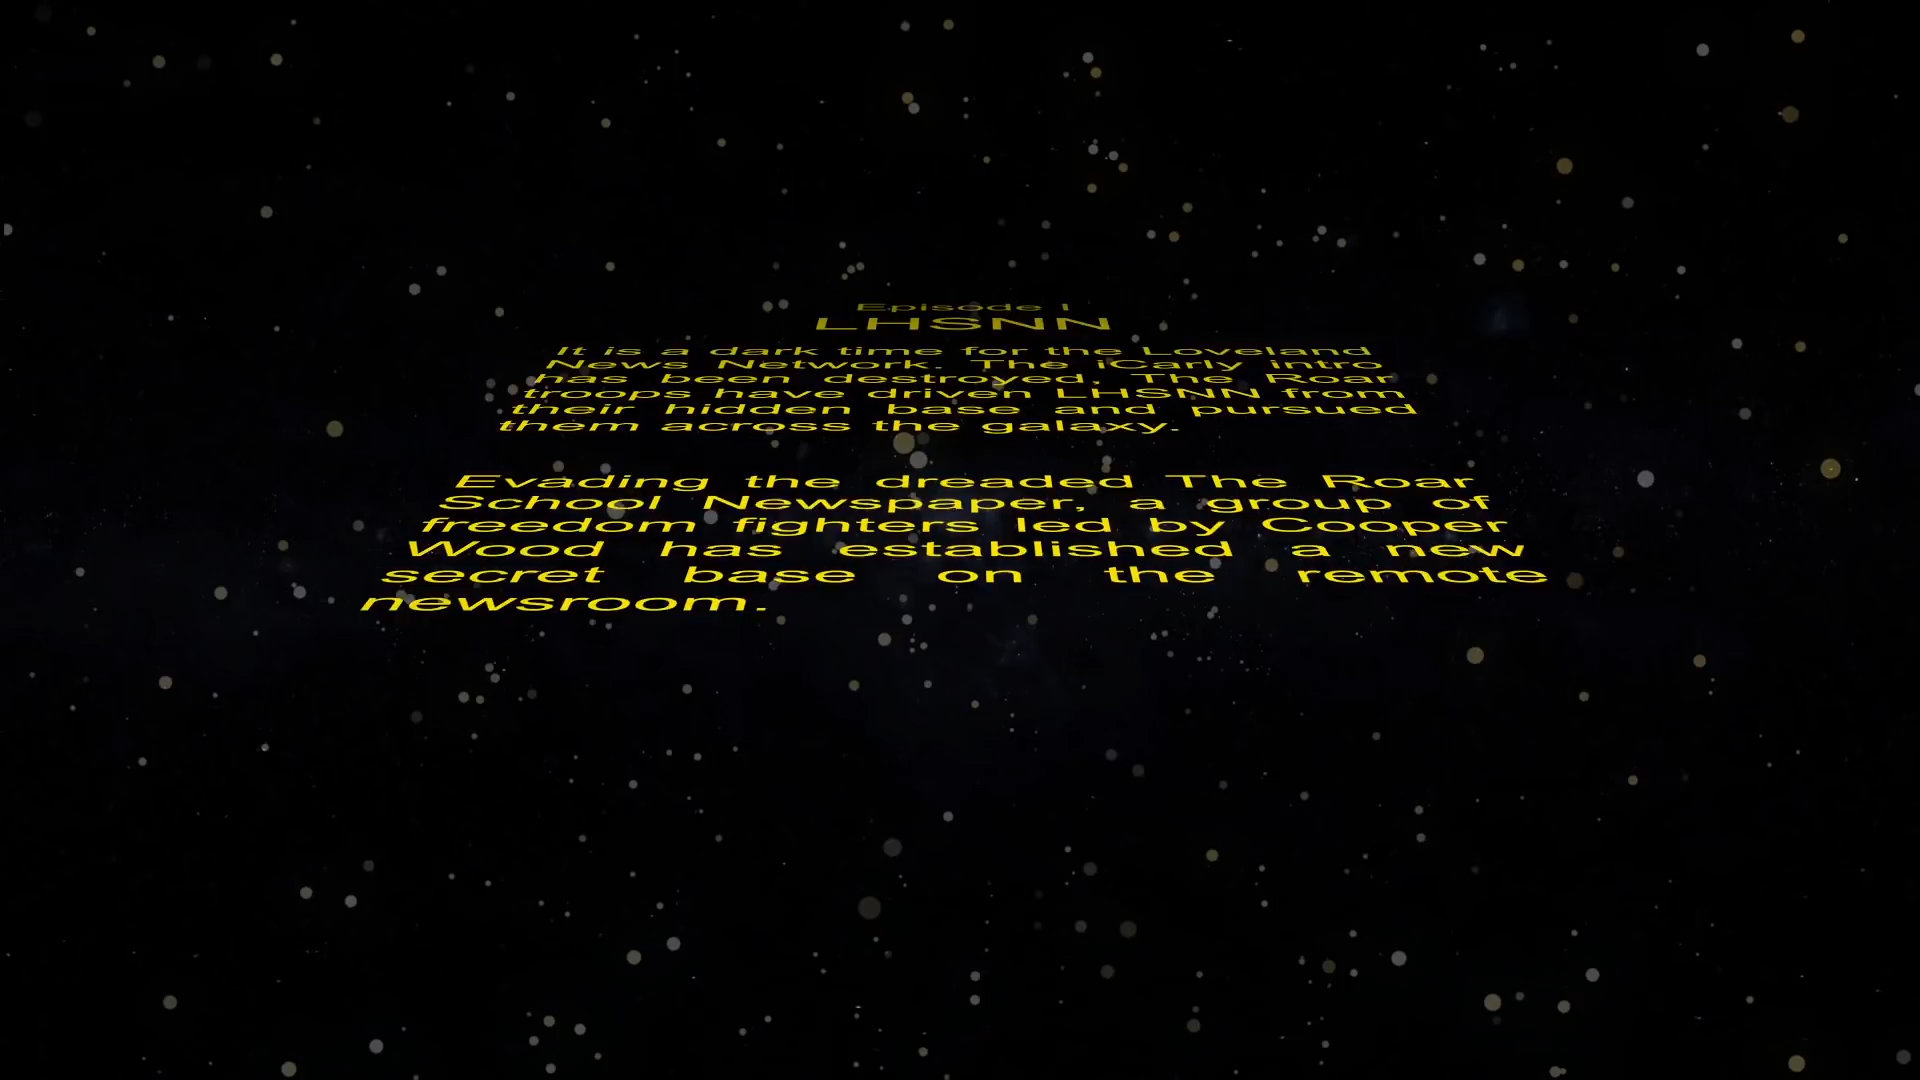 Episode I
LHSNN
It is a dark time for the Loveland
News Network. The iCarly intro
has been destroyed, The Roar
troops have driven LHSNN from
their hidden base and pursued
them across the galaxy.
Evading the dreaded The Roar
School Newspaper, a group of
freedom fighters led by Cooper
Wood has established a new
secret base on the remote
newsroom.